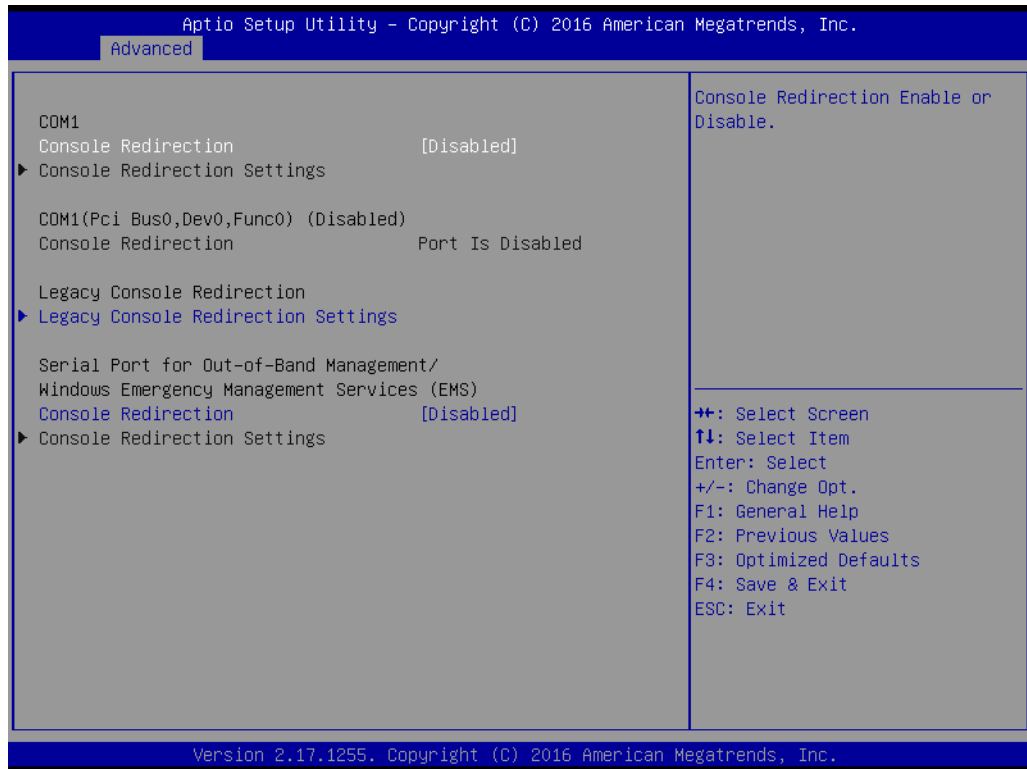 Aptio Setup Utility – Copyright (C) 2016 American Megatrends, Inc.
Advanced
COM1
Console Redirection [Disabled]
▶ Console Redirection Settings
COM1(Pci Bus0,Dev0,Func0) (Disabled)
Console Redirection Port Is Disabled
Legacy Console Redirection
▶ Legacy Console Redirection Settings
Serial Port for Out-of-Band Management/
Windows Emergency Management Services (EMS)
Console Redirection [Disabled]
▶ Console Redirection Settings
Console Redirection Enable or
Disable.
→←: Select Screen
↑↓: Select Item
Enter: Select
+/-: Change Opt.
F1: General Help
F2: Previous Values
F3: Optimized Defaults
F4: Save & Exit
ESC: Exit
Version 2.17.1255. Copyright (C) 2016 American Megatrends, Inc.